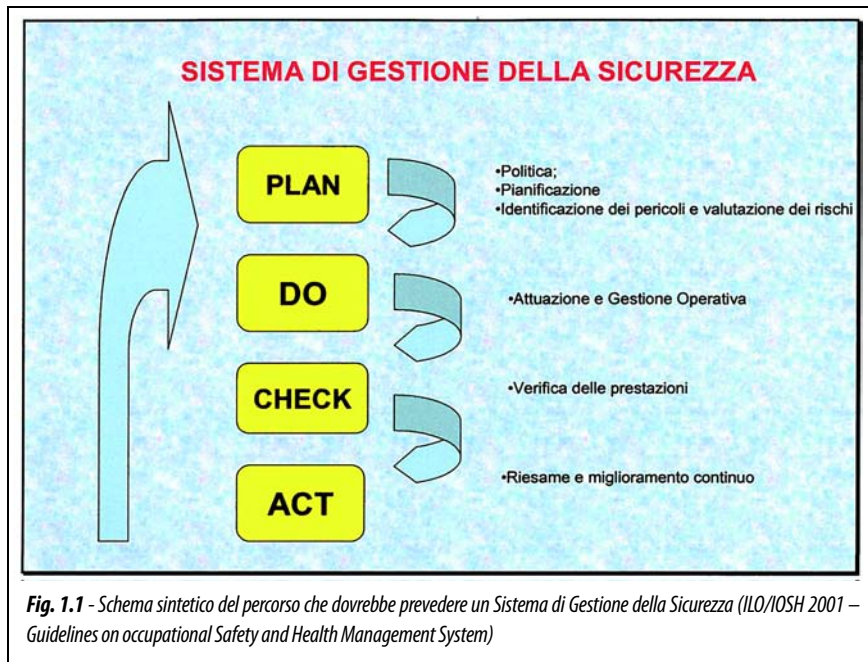 SISTEMA DI GESTIONE DELLA SICUREZZA
PLAN
•Politica;
•Pianificazione
•Identificazione dei pericoli e valutazione dei rischi
DO
•Attuazione e Gestione Operativa
CHECK
•Verifica delle prestazioni
ACT
•Riesame e miglioramento continuo
Fig. 1.1 - Schema sintetico del percorso che dovrebbe prevedere un Sistema di Gestione della Sicurezza (ILO/IOSH 2001 –
Guidelines on occupational Safety and Health Management System)